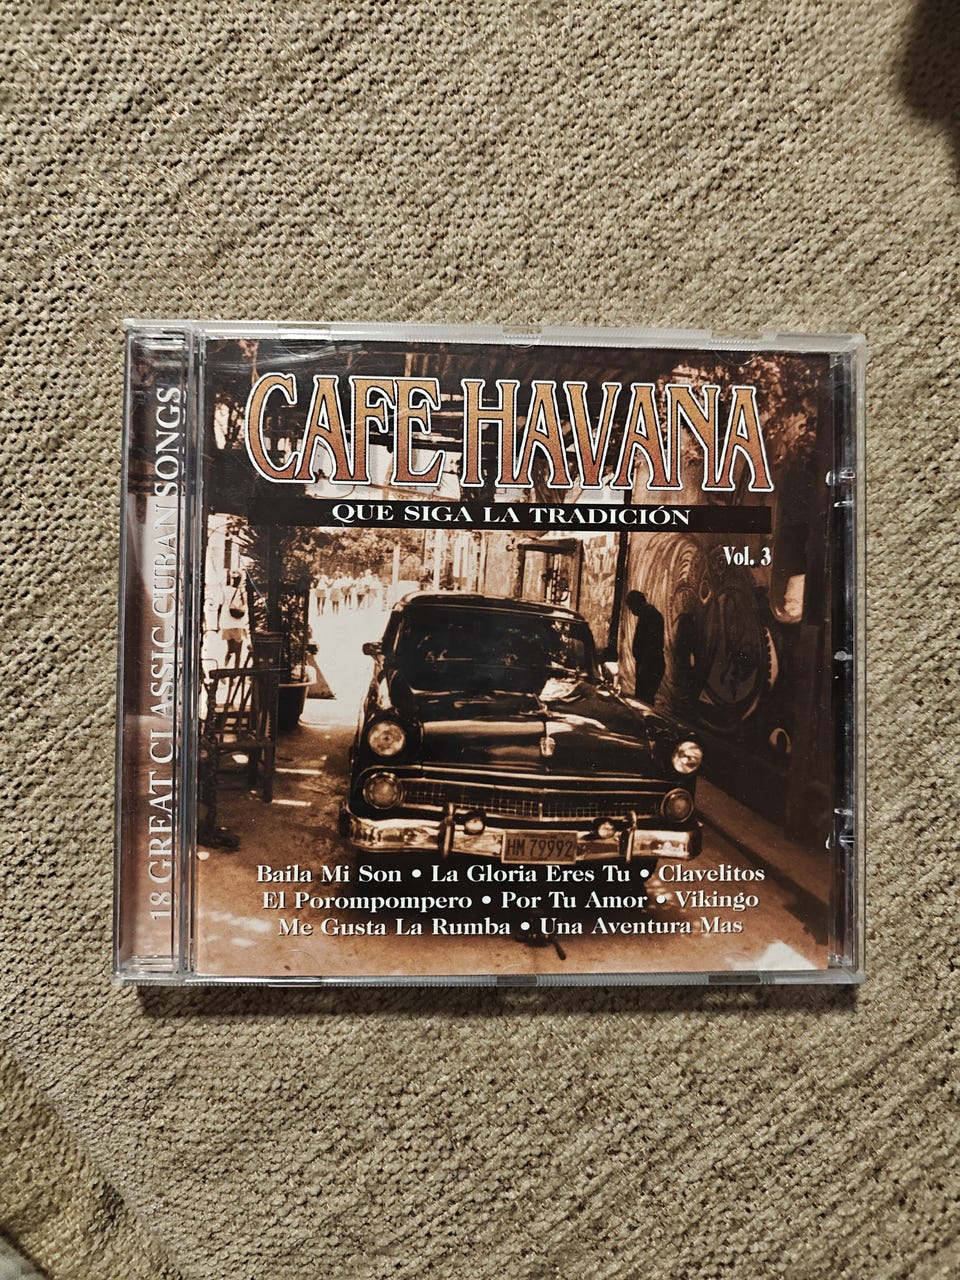 18 GREAT CLASSIC CUBAN SONGS
CAFE HAVANA
QUE SIGA LA TRADICIÓN
Vol. 3
HM 79992
Baila Mi Son • La Gloria Eres Tu • Clavelitos
El Porompompero • Por Tu Amor • Vikingo
Me Gusta La Rumba • Una Aventura Mas